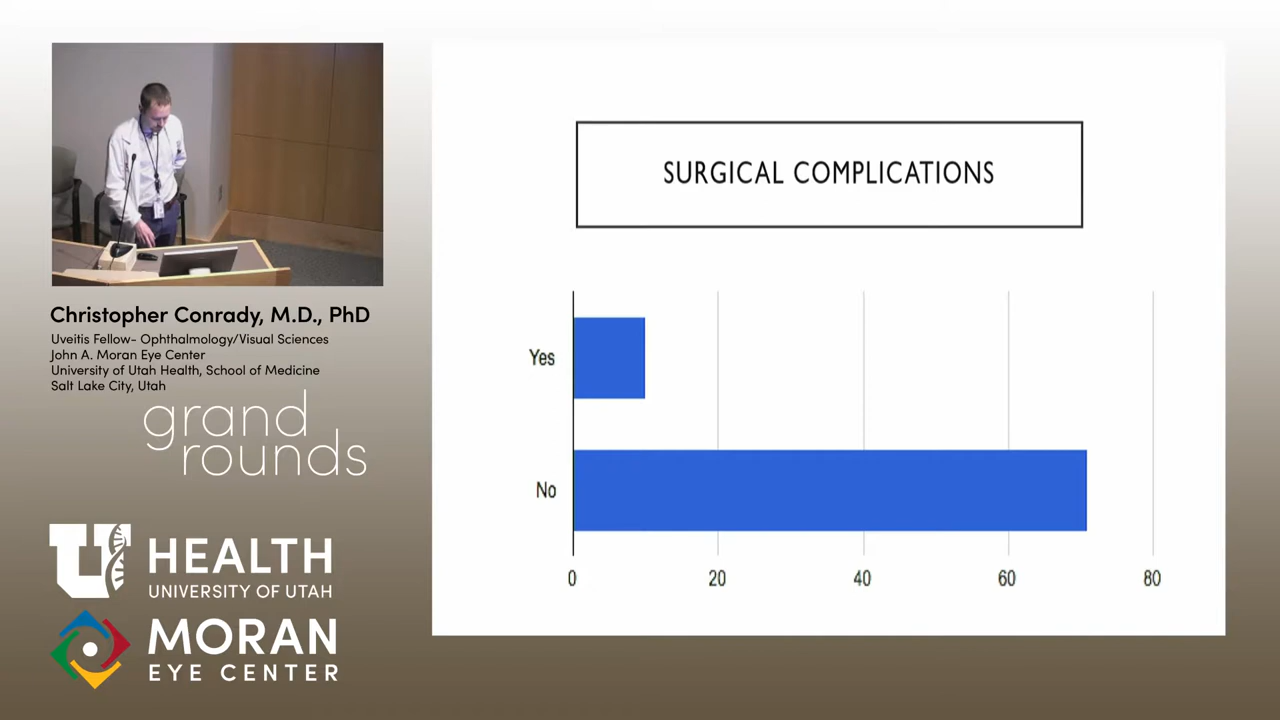 Christopher Conrady, M.D., PhD
Uveitis Fellow- Ophthalmology/Visual Sciences
John A. Moran Eye Center
University of Utah Health, School of Medicine
Salt Lake City, Utah
grand
rounds
U HEALTH
UNIVERSITY OF UTAH
MORAN
EYE CENTER
SURGICAL COMPLICATIONS
Yes
No
0 20 40 60 80